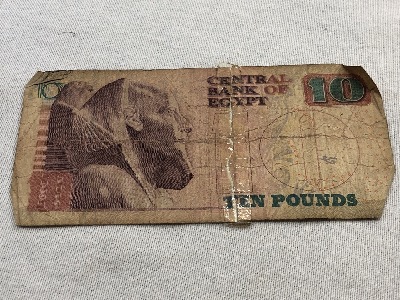 10
CENTRAL
BANK OF
EGYPT
10
TEN POUNDS